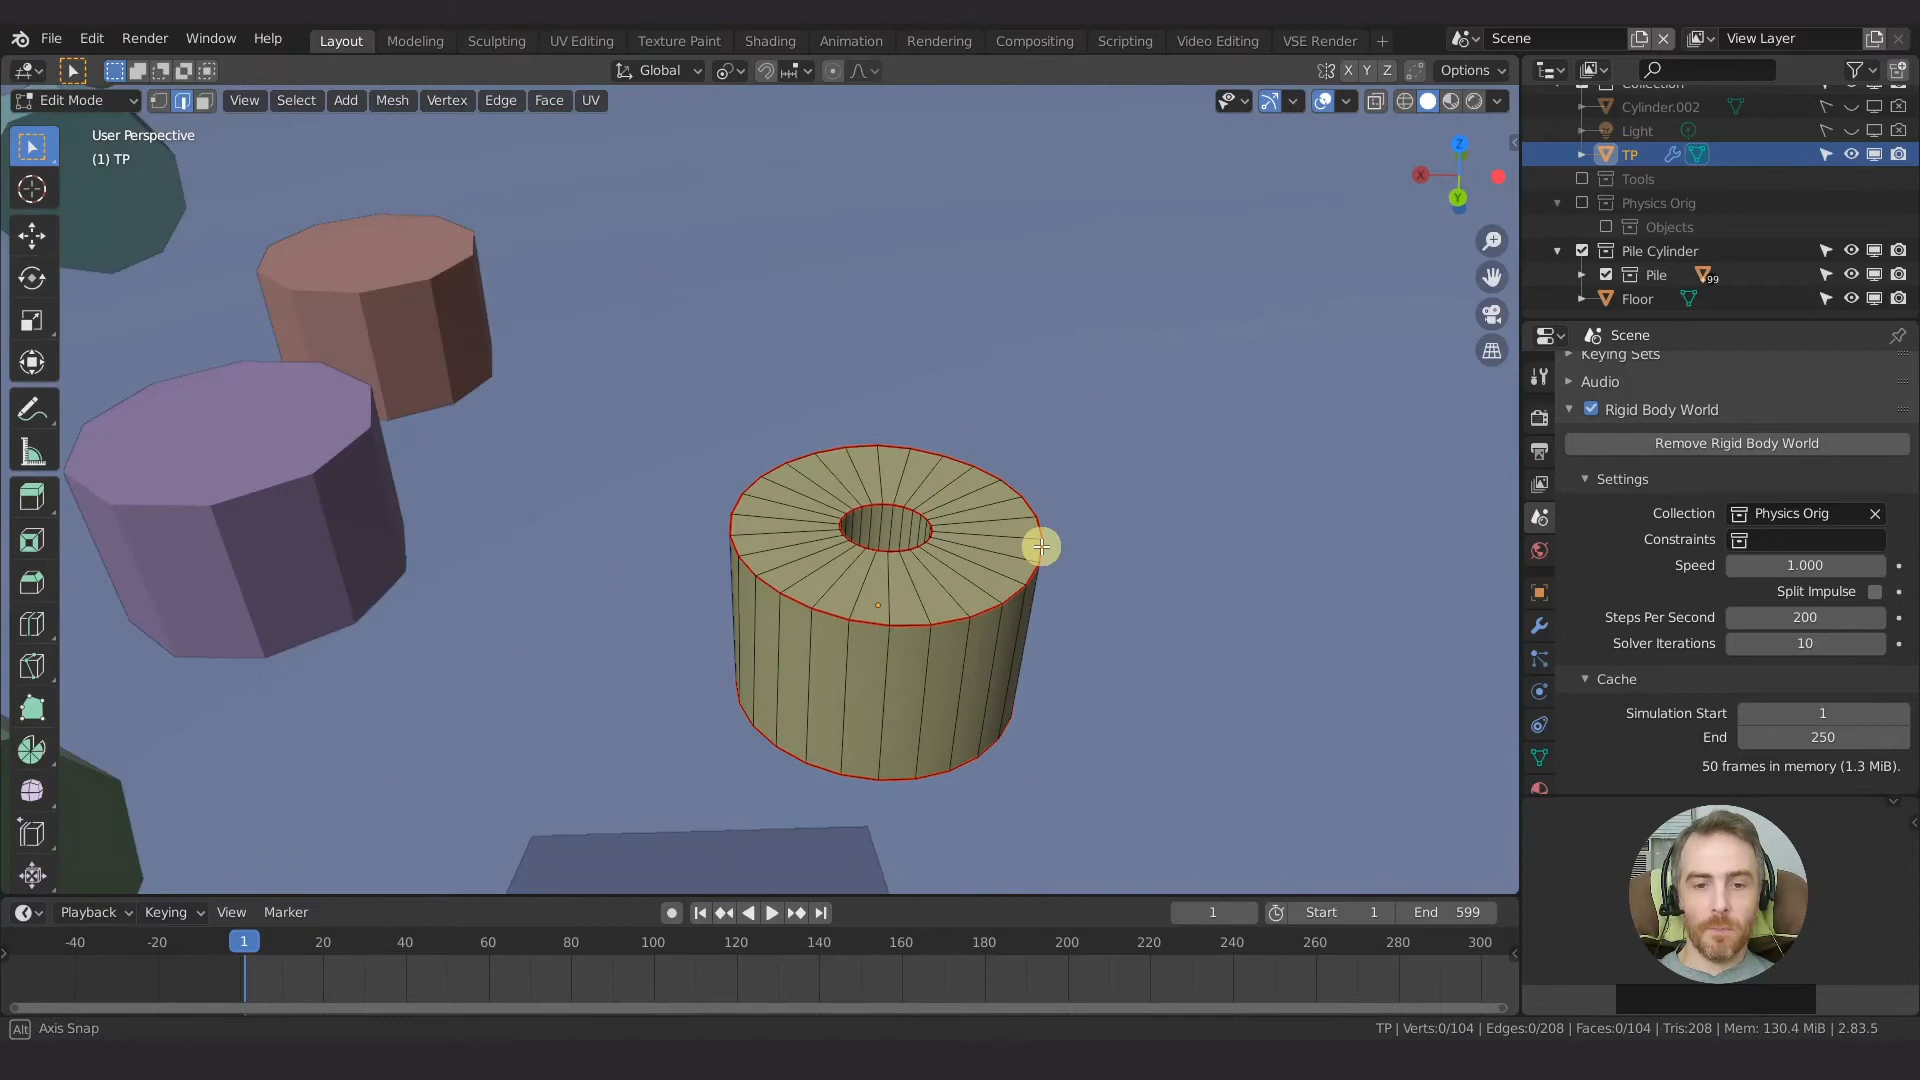 File Edit Render Window Help Layout Modeling Sculpting UV Editing Texture Paint Shading Animation Rendering Compositing Scripting Video Editing VSE Render + Scene View Layer
Global X Y Z Options
Edit Mode View Select Add Mesh Vertex Edge Face UV
User Perspective
(1) TP
Z
X
Y
Cylinder.002
Light
TP
Tools
Physics Orig
Objects
Pile Cylinder
Pile 99
Floor
Scene
Keying Sets
Audio
Rigid Body World
Remove Rigid Body World
Settings
Collection Physics Orig
Constraints
Speed 1.000
Split Impulse
Steps Per Second 200
Solver Iterations 10
Cache
Simulation Start 1
End 250
50 frames in memory (1.3 MiB).
Playback Keying View Marker 1 Start 1 End 599
-40 -20 1 20 40 60 80 100 120 140 160 180 200 220 240 260 280 300
Alt Axis Snap TP | Verts:0/104 | Edges:0/208 | Faces:0/104 | Tris:208 | Mem: 130.4 MiB | 2.83.5